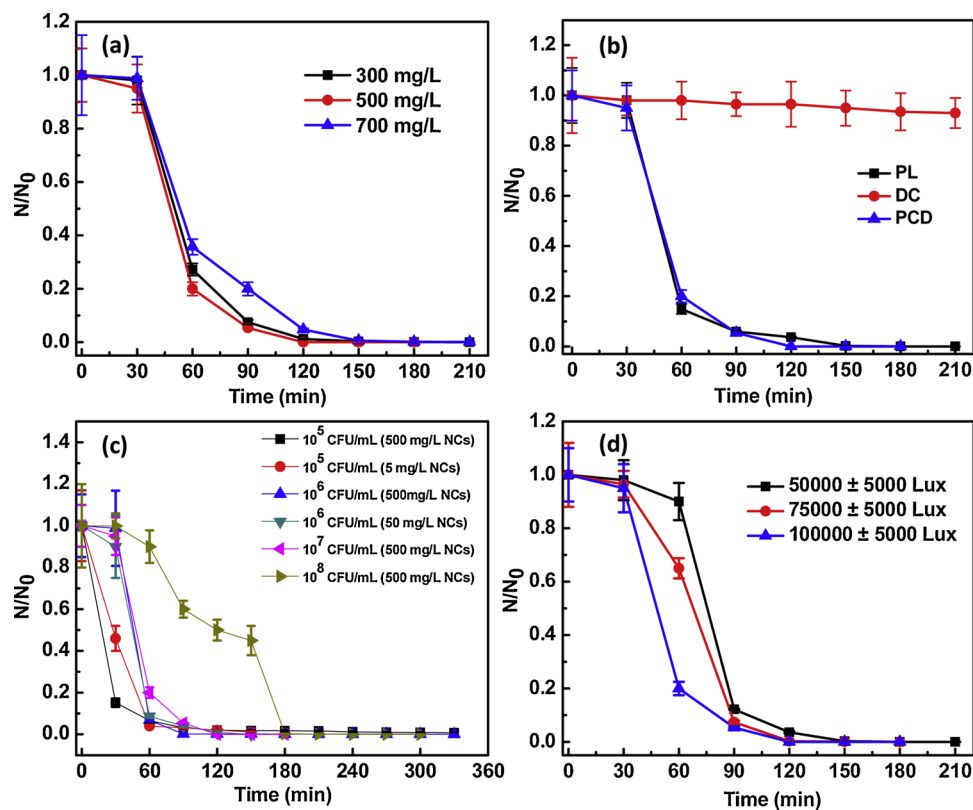 (a)
300 mg/L
500 mg/L
700 mg/L
N/N0
1.2
1.0
0.8
0.6
0.4
0.2
0.0
0 30 60 90 120 150 180 210
Time (min)
(b)
PL
DC
PCD
N/N0
1.2
1.0
0.8
0.6
0.4
0.2
0.0
0 30 60 90 120 150 180 210
Time (min)
(c)
10^5 CFU/mL (500 mg/L NCs)
10^5 CFU/mL (5 mg/L NCs)
10^6 CFU/mL (500mg/L NCs)
10^6 CFU/mL (50 mg/L NCs)
10^7 CFU/mL (500 mg/L NCs)
10^8 CFU/mL (500 mg/L NCs)
N/N0
1.4
1.2
1.0
0.8
0.6
0.4
0.2
0.0
0 60 120 180 240 300 360
Time (min)
(d)
50000 ± 5000 Lux
75000 ± 5000 Lux
100000 ± 5000 Lux
N/N0
1.2
1.0
0.8
0.6
0.4
0.2
0.0
0 30 60 90 120 150 180 210
Time (min)